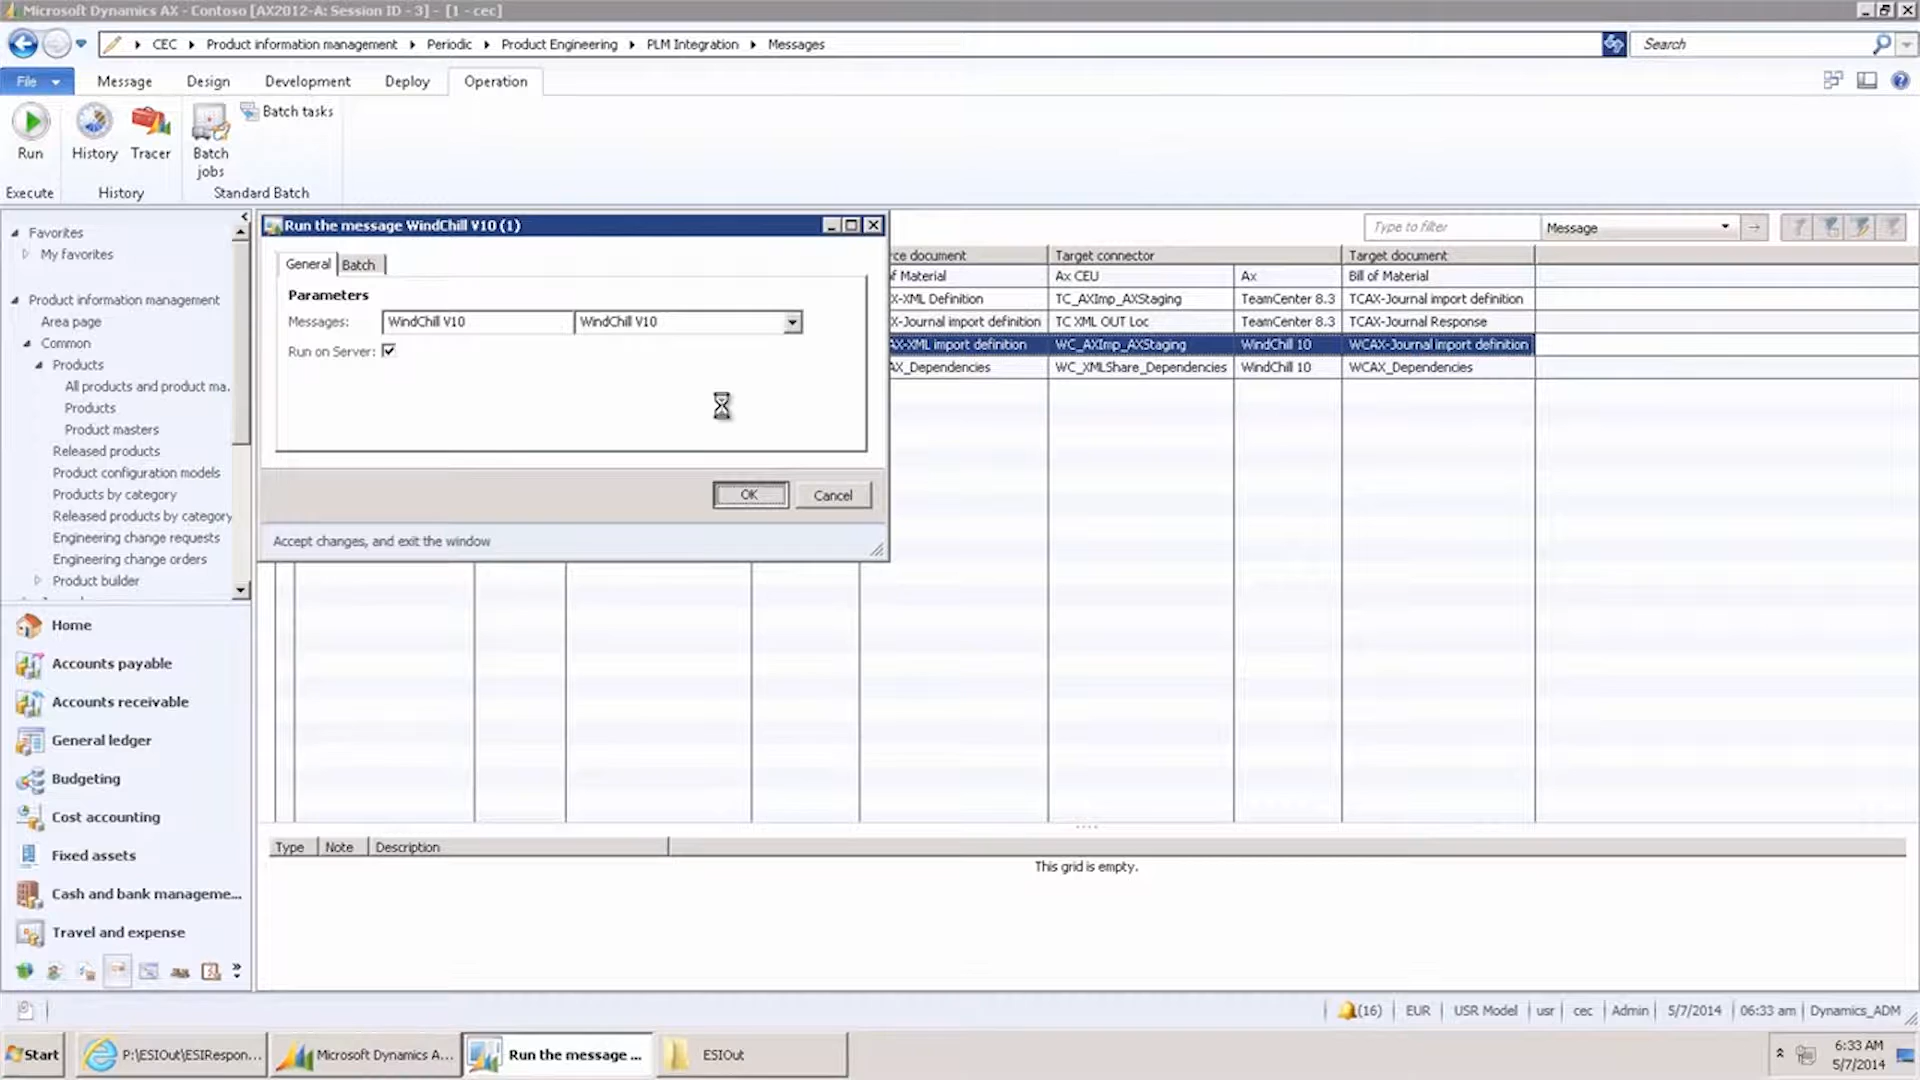 Microsoft Dynamics AX - Contoso [AX2012-A: Session ID - 3] - [1 - cec]
CEC Product information management Periodic Product Engineering PLM Integration Messages
Search
File Message Design Development Deploy Operation
Batch tasks
Run History Tracer Batch jobs
Execute History Standard Batch
Favorites
My favorites
Product information management
Area page
Common
Products
All products and product ma.
Products
Product masters
Released products
Product configuration models
Products by category
Released products by category
Engineering change requests
Engineering change orders
Product builder
Home
Accounts payable
Accounts receivable
General ledger
Budgeting
Cost accounting
Fixed assets
Cash and bank manageme...
Travel and expense
Run the message WindChill V10 (1)
General Batch
Parameters
Messages: WindChill V10 WindChill V10
Run on Server:
OK Cancel
Accept changes, and exit the window
Type to filter Message
rce document Target connector Target document
f Material Ax CEU Ax Bill of Material
X-XML Definition TC_AXImp_AXStaging TeamCenter 8.3 TCAX-Journal import definition
X-Journal import definition TC XML OUT Loc TeamCenter 8.3 TCAX-Journal Response
AX-XML import definition WC_AXImp_AXStaging WindChill 10 WCAX-Journal import definition
AX_Dependencies WC_XMLShare_Dependencies WindChill 10 WCAX_Dependencies
Type Note Description
This grid is empty.
(16) EUR USR Model usr cec Admin 5/7/2014 06:33 am Dynamics_ADM
Start P:\ESIOut\ESIRespon... Microsoft Dynamics A... Run the message ... ESIOut
6:33 AM
5/7/2014